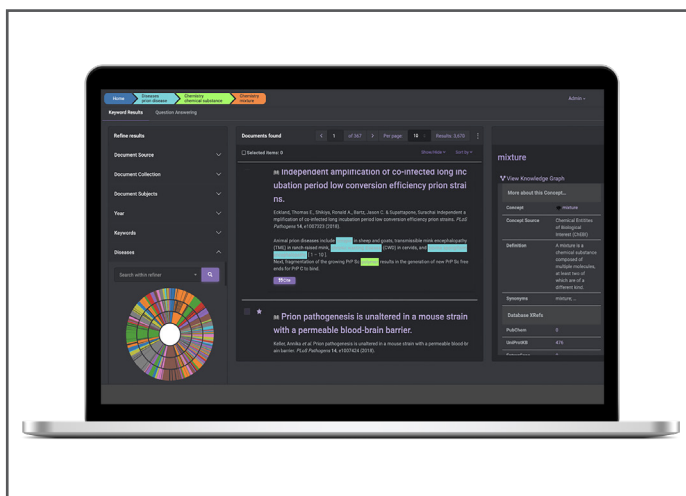 Home
Diseases
prion disease
Chemistry
chemical substance
Chemistry
mixture
Admin
Keyword Results Question Answering
Refine results
Document Source
Document Collection
Document Subjects
Year
Keywords
Diseases
Search within refiner
Documents found
1 of 367 Per page: 10 Results: 3,670
Selected items: 0
Show/Hide Sort by
Independent amplification of co-infected long inc
ubation period low conversion efficiency prion strai
ns.
Eckland, Thomas E., Shikiya, Ronald A., Bartz, Jason C. & Supattapone, Surachai Independent a
mplification of co-infected long incubation period low conversion efficiency prion strains. PLoS
Pathogens 14, e1007323 (2018).
Animal prion diseases include in sheep and goats, transmissible mink encephalopathy
(TME) in ranch-raised mink, (CWD) in cervids, and
[ 1 – 10 ].
Next, fragmentation of the growing PrP Sc results in the generation of new PrP Sc free
ends for PrP C to bind.
Cite
Prion pathogenesis is unaltered in a mouse strain
with a permeable blood-brain barrier.
Keller, Annika et al. Prion pathogenesis is unaltered in a mouse strain with a permeable blood-br
ain barrier. PLoS Pathogens 14, e1007424 (2018).
mixture
View Knowledge Graph
More about this Concept...
Concept mixture
Concept Source Chemical Entities
of Biological
Interest (ChEBI)
Definition A mixture is a
chemical substance
composed of
multiple molecules,
at least two of
which are of a
different kind.
Synonyms mixture, ...
Database XRefs
PubChem
UniProtKB 476